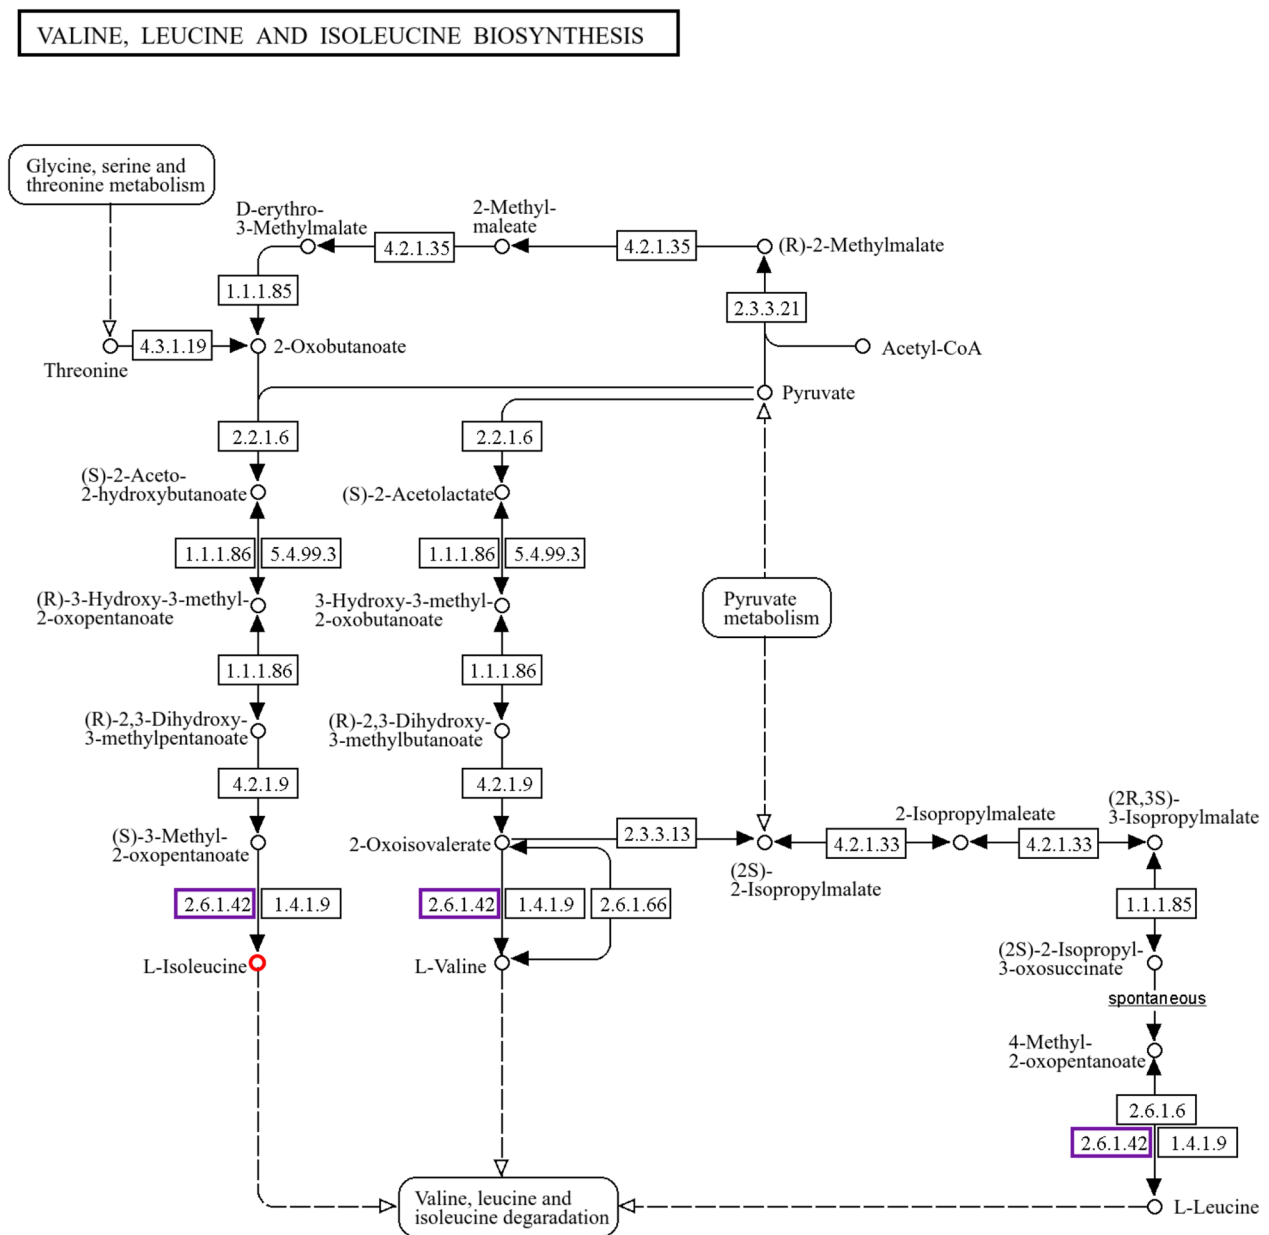 VALINE, LEUCINE AND ISOLEUCINE BIOSYNTHESIS
Glycine, serine and
threonine metabolism
D-erythro-
3-Methylmalate
2-Methyl-
maleate
4.2.1.35
4.2.1.35
(R)-2-Methylmalate
1.1.1.85
2.3.3.21
4.3.1.19
2-Oxobutanoate
Acetyl-CoA
Threonine
Pyruvate
2.2.1.6
2.2.1.6
(S)-2-Aceto-
2-hydroxybutanoate
(S)-2-Acetolactate
1.1.1.86
5.4.99.3
1.1.1.86
5.4.99.3
(R)-3-Hydroxy-3-methyl-
2-oxopentanoate
3-Hydroxy-3-methyl-
2-oxobutanoate
Pyruvate
metabolism
1.1.1.86
1.1.1.86
(R)-2,3-Dihydroxy-
3-methylpentanoate
(R)-2,3-Dihydroxy-
3-methylbutanoate
4.2.1.9
4.2.1.9
(S)-3-Methyl-
2-oxopentanoate
2-Oxoisovalerate
2.3.3.13
(2S)-
2-Isopropylmalate
4.2.1.33
2-Isopropylmaleate
4.2.1.33
(2R,3S)-
3-Isopropylmalate
2.6.1.42
1.4.1.9
2.6.1.42
1.4.1.9
2.6.1.66
1.1.1.85
L-Isoleucine
L-Valine
(2S)-2-Isopropyl-
3-oxosuccinate
spontaneous
4-Methyl-
2-oxopentanoate
2.6.1.6
2.6.1.42
1.4.1.9
Valine, leucine and
isoleucine degaradation
L-Leucine